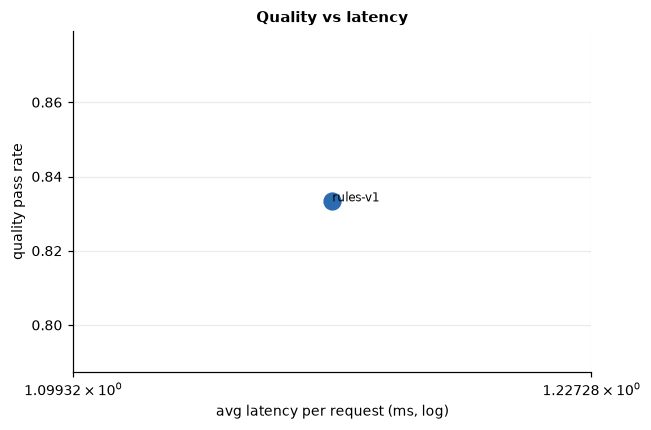 Quality vs latency
0.86
0.84
0.82
0.80
quality pass rate
rules-v1
1.09932 × 10⁰
1.22728 × 10⁰
avg latency per request (ms, log)